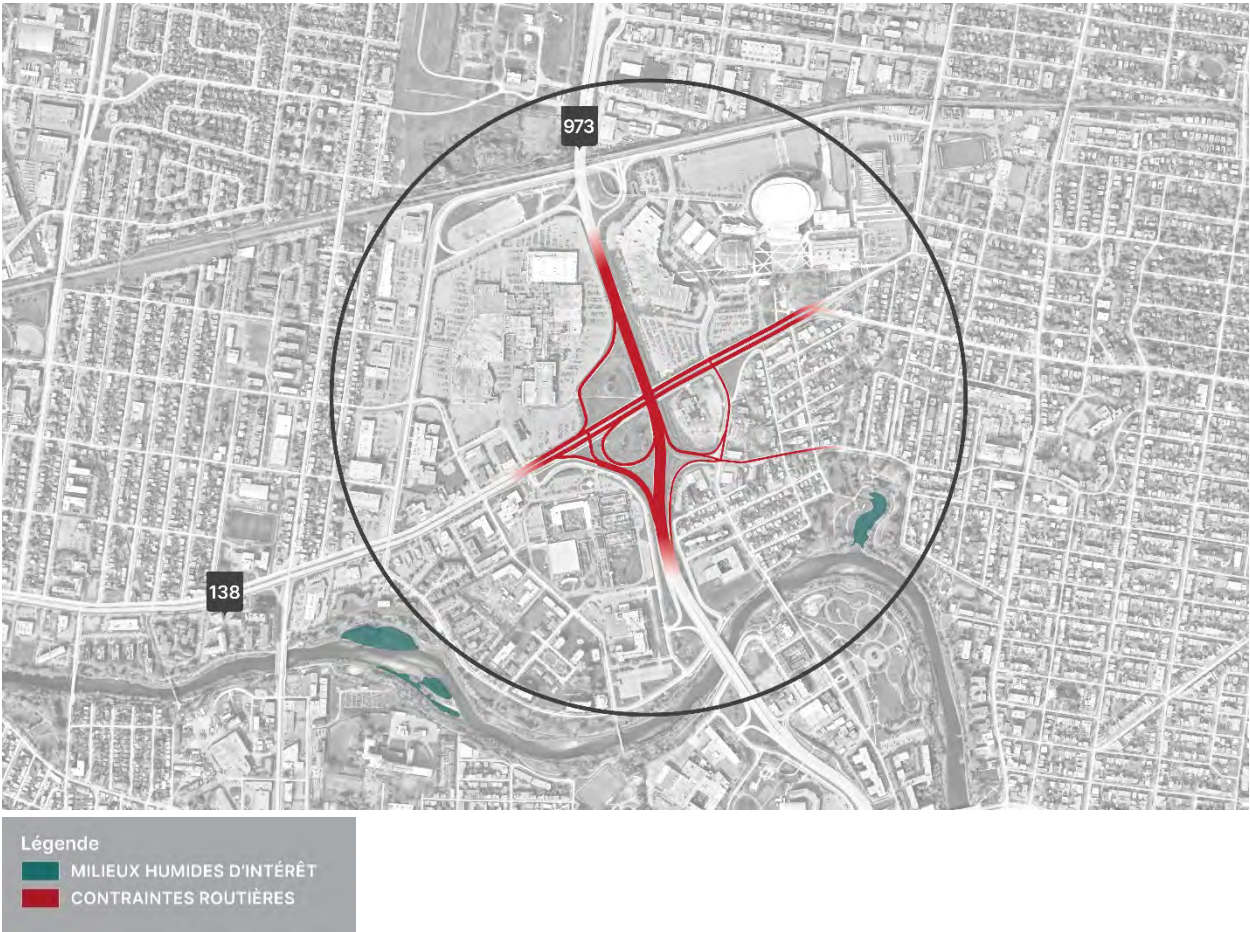 973
138
Légende
MILIEUX HUMIDES D'INTÉRÊT
CONTRAINTES ROUTIÈRES